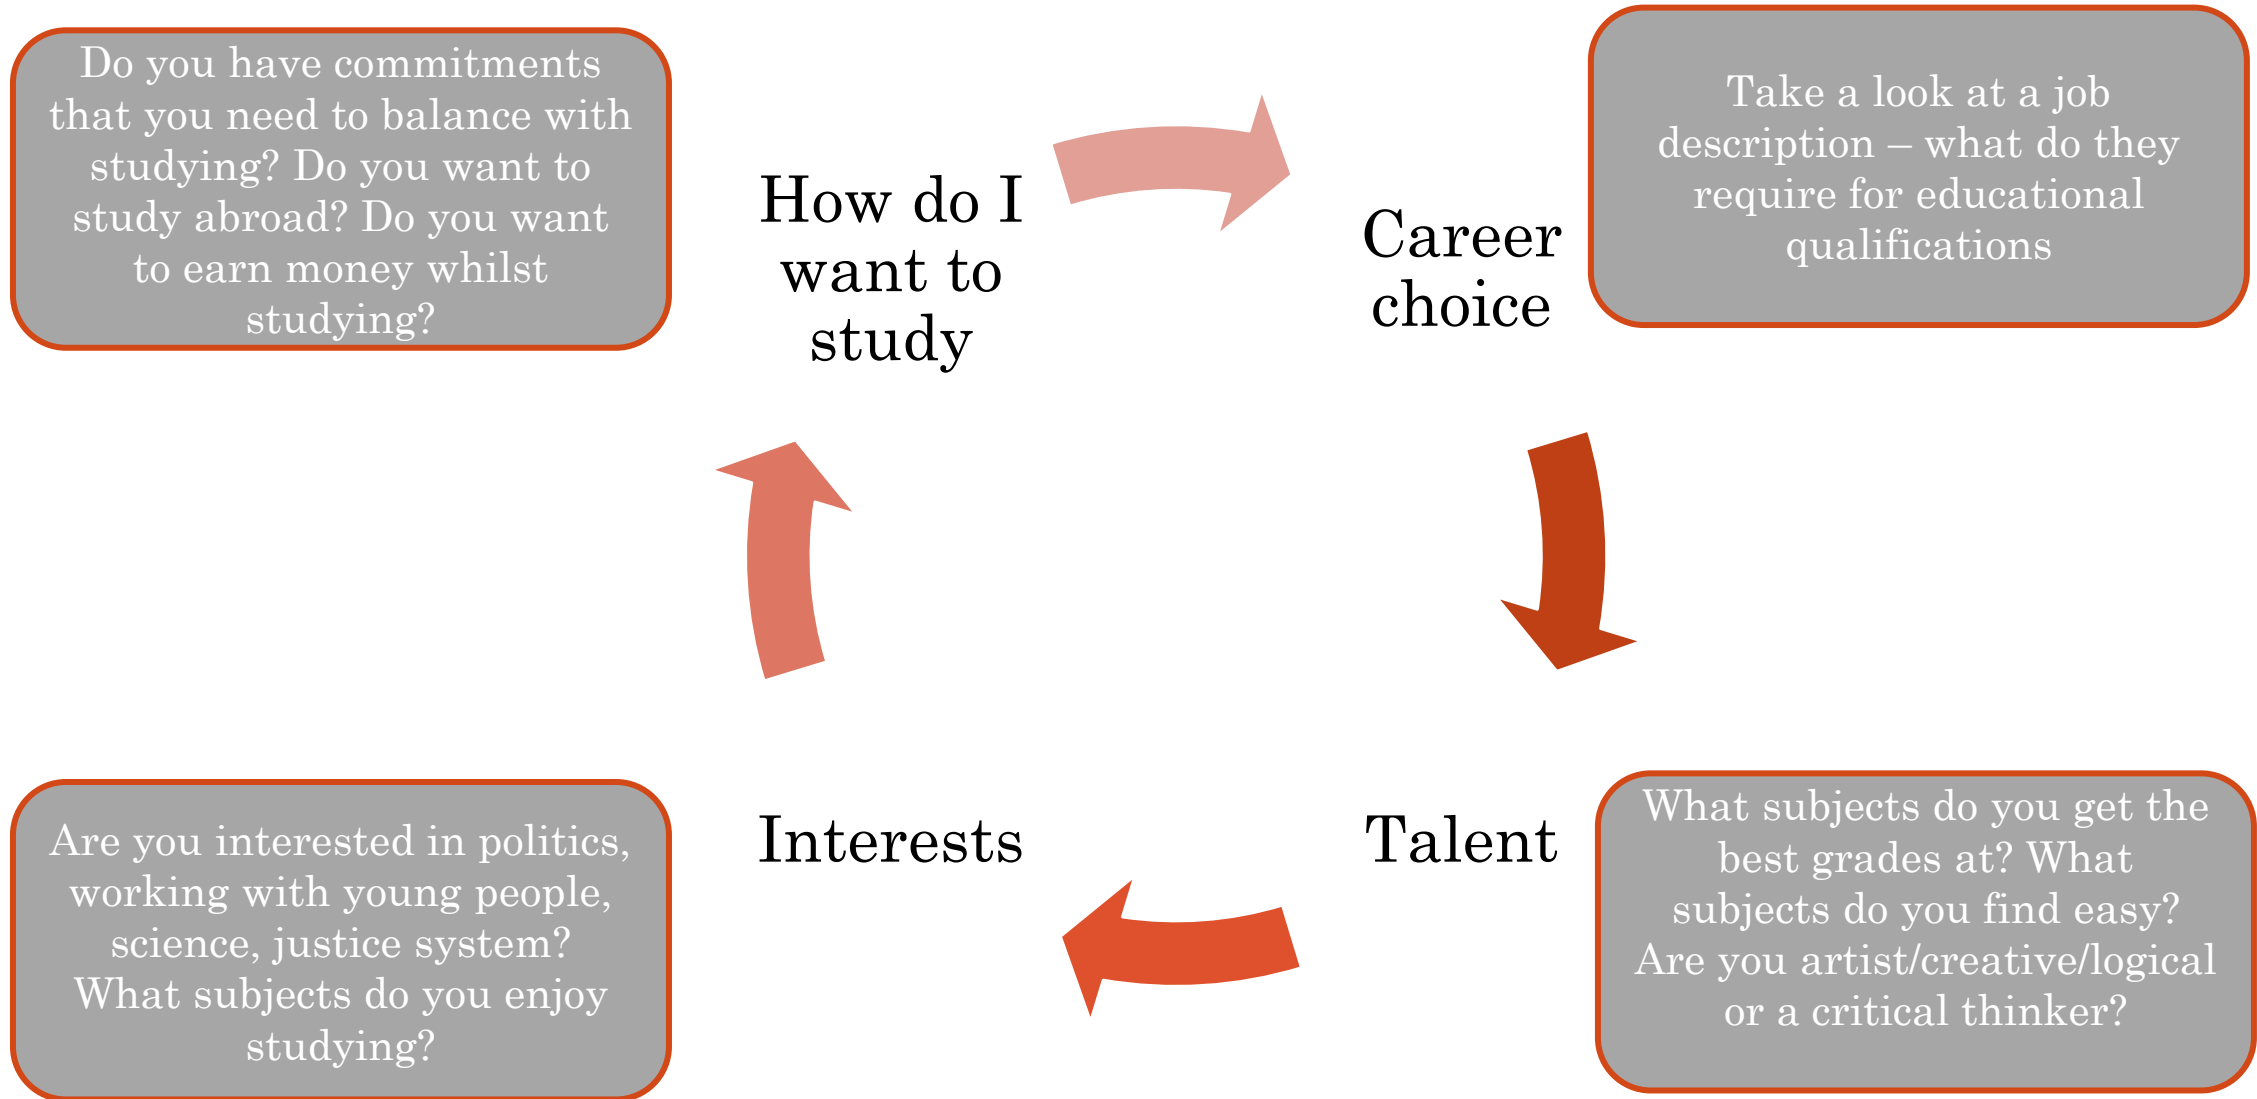 Do you have commitments
that you need to balance with
studying? Do you want to
study abroad? Do you want
to earn money whilst
studying?
How do I
want to
study
Career
choice
Take a look at a job
description – what do they
require for educational
qualifications
Are you interested in politics,
working with young people,
science, justice system?
What subjects do you enjoy
studying?
Interests
Talent
What subjects do you get the
best grades at? What
subjects do you find easy?
Are you artist/creative/logical
or a critical thinker?